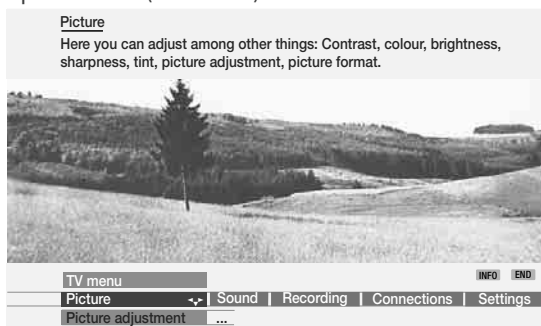 Picture
Here you can adjust among other things: Contrast, colour, brightness,
sharpness, tint, picture adjustment, picture format.
TV menu
INFO END
Picture Sound Recording Connections Settings
Picture adjustment ...